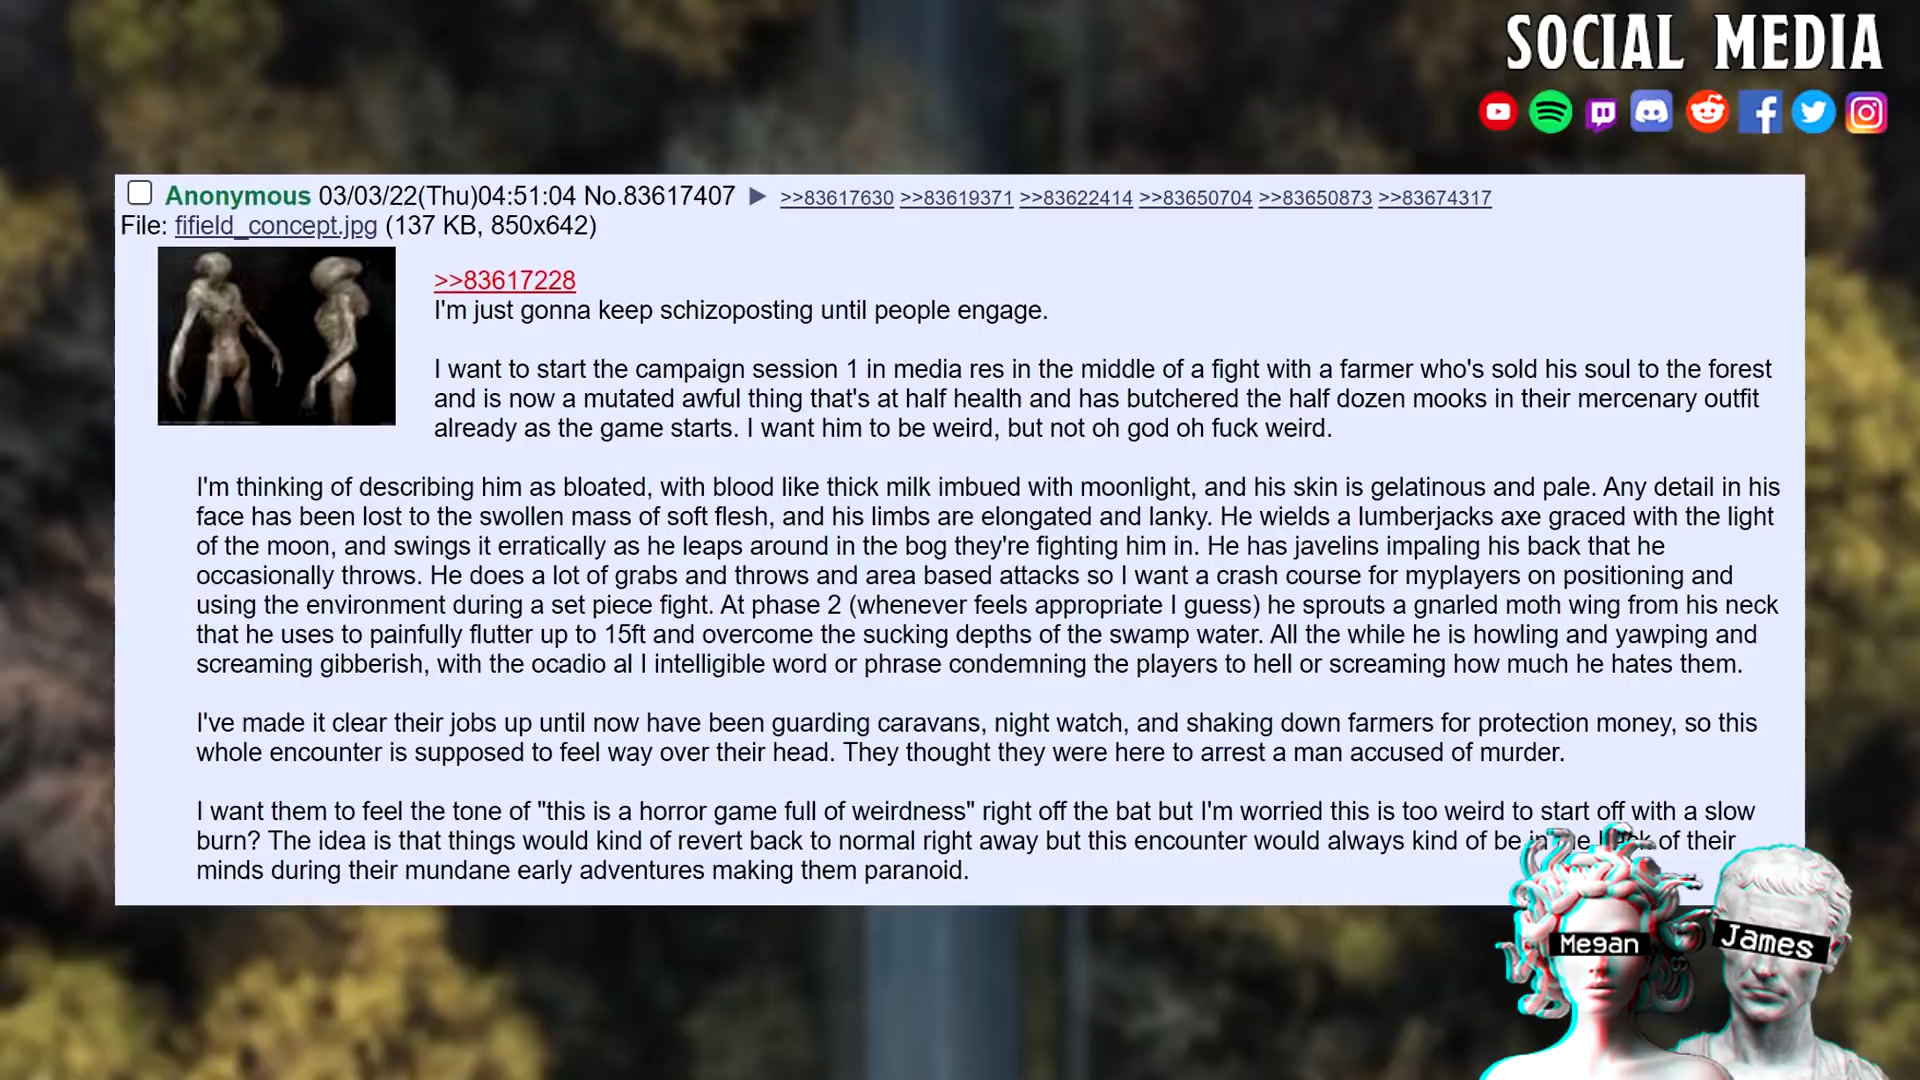 SOCIAL MEDIA
Anonymous 03/03/22(Thu)04:51:04 No.83617407 ▶ >>83617630 >>83619371 >>83622414 >>83650704 >>83650873 >>83674317
File: fifield_concept.jpg (137 KB, 850x642)
>>83617228
I'm just gonna keep schizoposting until people engage.
I want to start the campaign session 1 in media res in the middle of a fight with a farmer who's sold his soul to the forest
and is now a mutated awful thing that's at half health and has butchered the half dozen mooks in their mercenary outfit
already as the game starts. I want him to be weird, but not oh god oh fuck weird.
I'm thinking of describing him as bloated, with blood like thick milk imbued with moonlight, and his skin is gelatinous and pale. Any detail in his
face has been lost to the swollen mass of soft flesh, and his limbs are elongated and lanky. He wields a lumberjacks axe graced with the light
of the moon, and swings it erratically as he leaps around in the bog they're fighting him in. He has javelins impaling his back that he
occasionally throws. He does a lot of grabs and throws and area based attacks so I want a crash course for myplayers on positioning and
using the environment during a set piece fight. At phase 2 (whenever feels appropriate I guess) he sprouts a gnarled moth wing from his neck
that he uses to painfully flutter up to 15ft and overcome the sucking depths of the swamp water. All the while he is howling and yawping and
screaming gibberish, with the ocadio al I intelligible word or phrase condemning the players to hell or screaming how much he hates them.
I've made it clear their jobs up until now have been guarding caravans, night watch, and shaking down farmers for protection money, so this
whole encounter is supposed to feel way over their head. They thought they were here to arrest a man accused of murder.
I want them to feel the tone of "this is a horror game full of weirdness" right off the bat but I'm worried this is too weird to start off with a slow
burn? The idea is that things would kind of revert back to normal right away but this encounter would always kind of be in the of their
minds during their mundane early adventures making them paranoid.
Megan
James